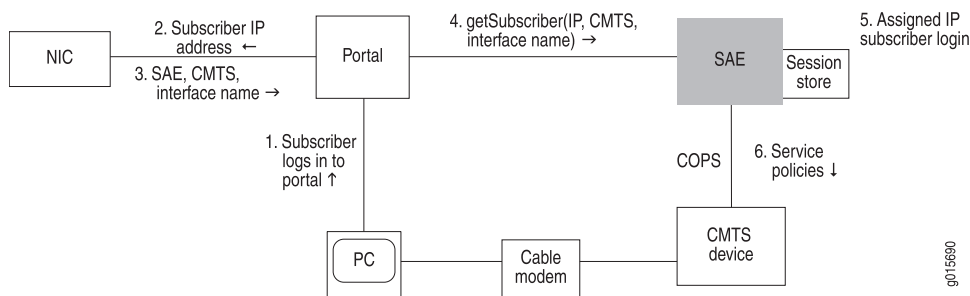 2. Subscriber IP
address ←
4. getSubscriber(IP, CMTS,
interface name) →
5. Assigned IP
subscriber login
NIC
Portal
SAE
Session
store
3. SAE, CMTS,
interface name →
1. Subscriber
logs in to
portal ↑
COPS
6. Service
policies ↓
PC
Cable
modem
CMTS
device
g015690